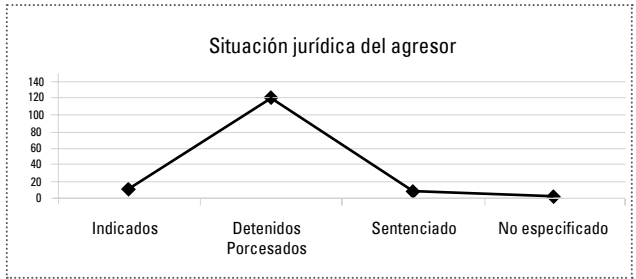 Situación jurídica del agresor
140
120
100
80
60
40
20
0
Indicados
Detenidos
Porcesados
Sentenciado
No especificado